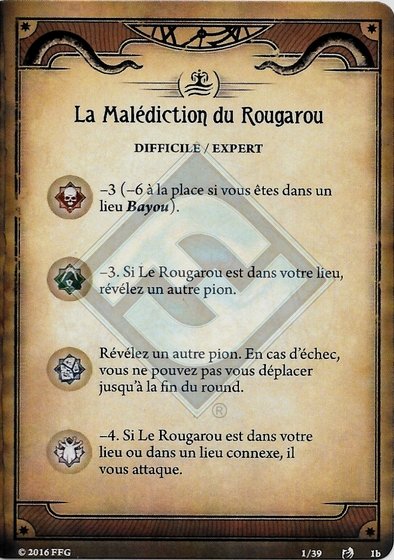 La Malédiction du Rougarou
DIFFICILE / EXPERT
–3 (–6 à la place si vous êtes dans un
lieu Bayou).
–3. Si Le Rougarou est dans votre lieu,
révélez un autre pion.
Révélez un autre pion. En cas d'échec,
vous ne pouvez pas vous déplacer
jusqu'à la fin du round.
–4. Si Le Rougarou est dans votre
lieu ou dans un lieu connexe, il
vous attaque.
®
© 2016 FFG
1/39
1b